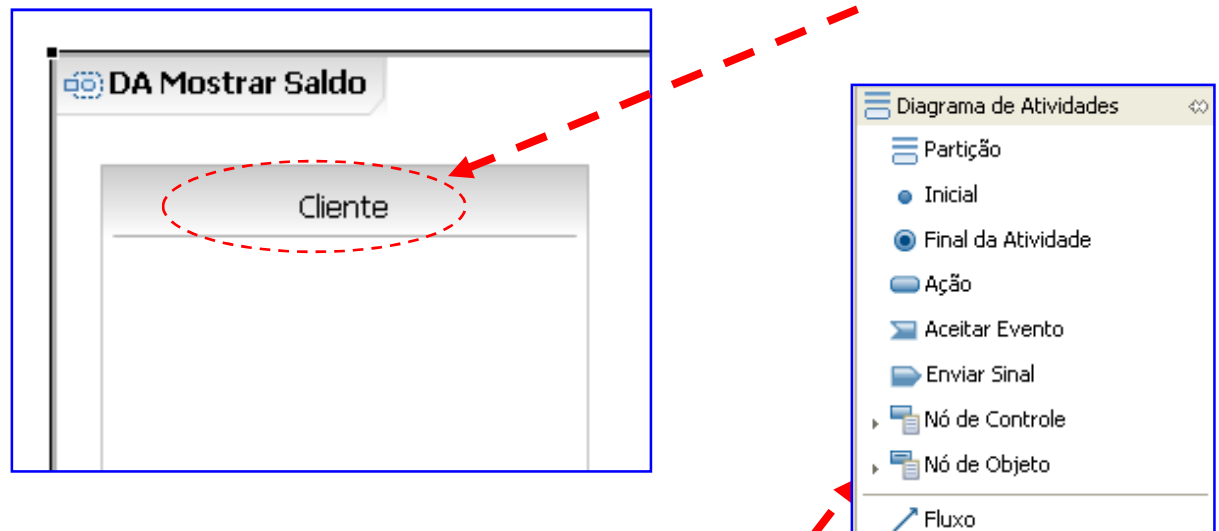 DA Mostrar Saldo
Cliente
Diagrama de Atividades
Partição
Inicial
Final da Atividade
Ação
Aceitar Evento
Enviar Sinal
Nó de Controle
Nó de Objeto
Fluxo